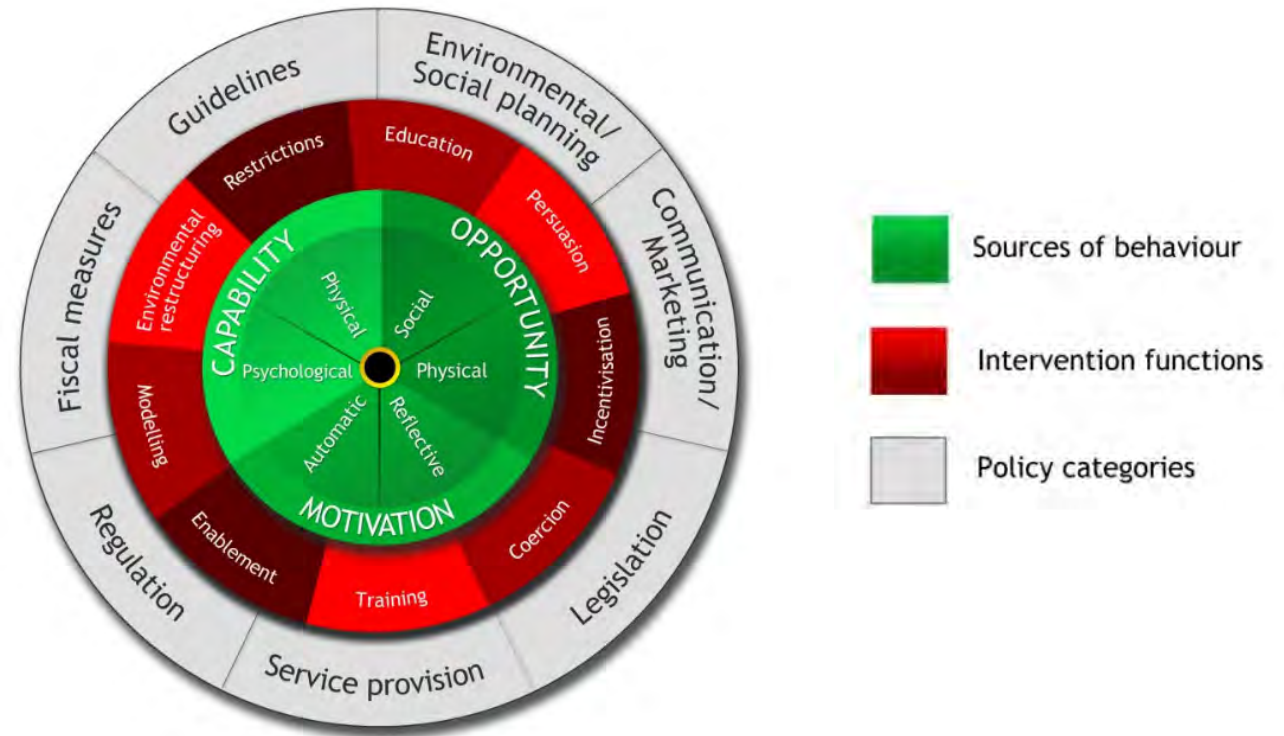 Guidelines
Environmental/
Social planning
Communication/
Marketing
Legislation
Service provision
Regulation
Fiscal measures
Restrictions
Education
Persuasion
Incentivisation
Coercion
Training
Enablement
Modelling
Environmental
restructuring
CAPABILITY
OPPORTUNITY
MOTIVATION
Physical
Social
Psychological
Physical
Automatic
Reflective
Sources of behaviour
Intervention functions
Policy categories